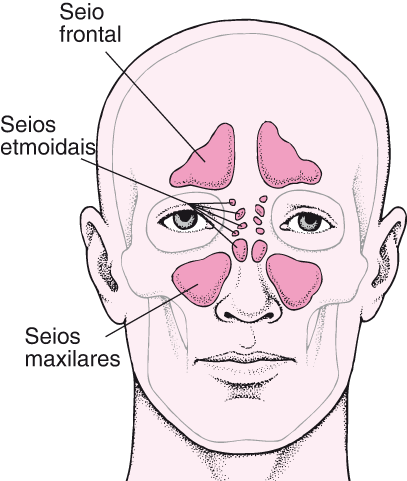 Seio
frontal
Seios
etmoidais
Seios
maxilares